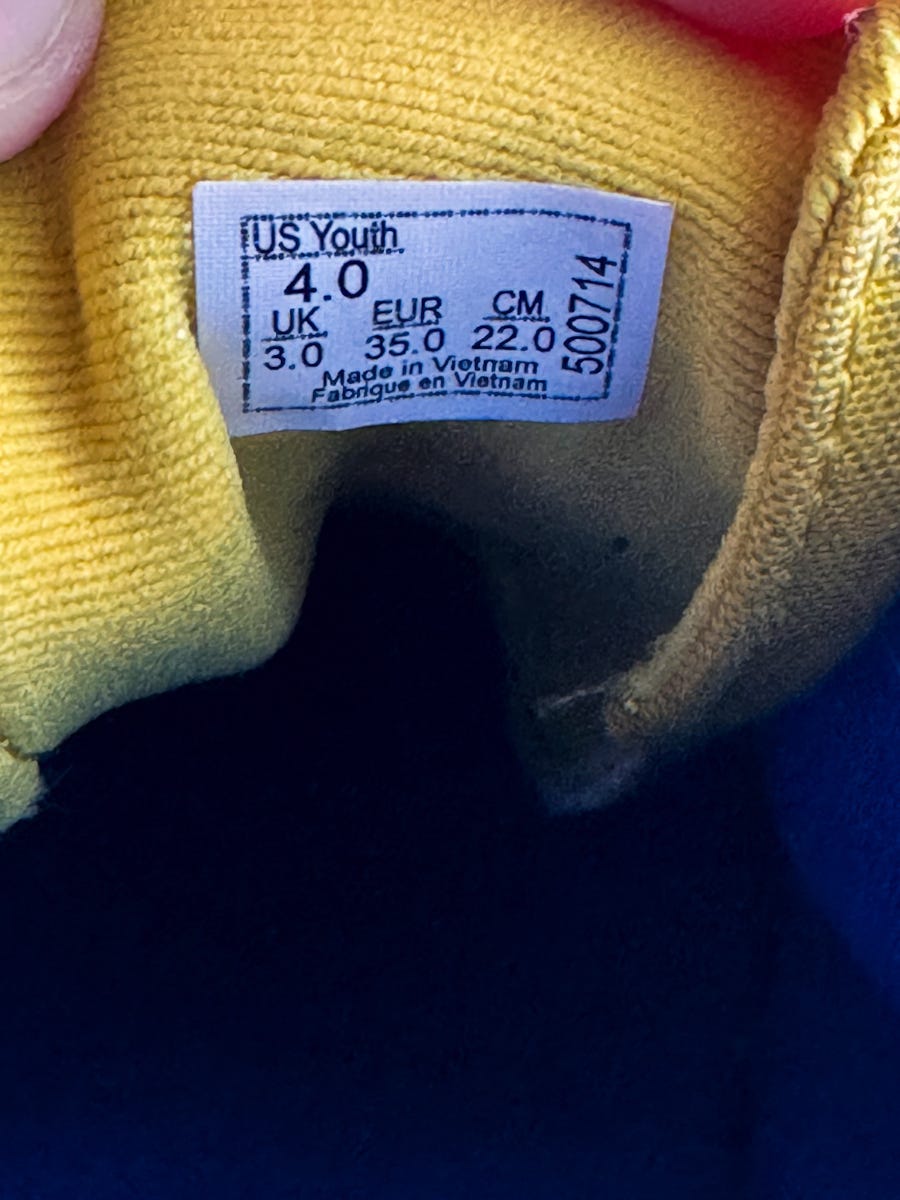 US Youth
4.0
UK EUR CM
3.0 35.0 22.0
Made in Vietnam
Fabrique en Vietnam
500714